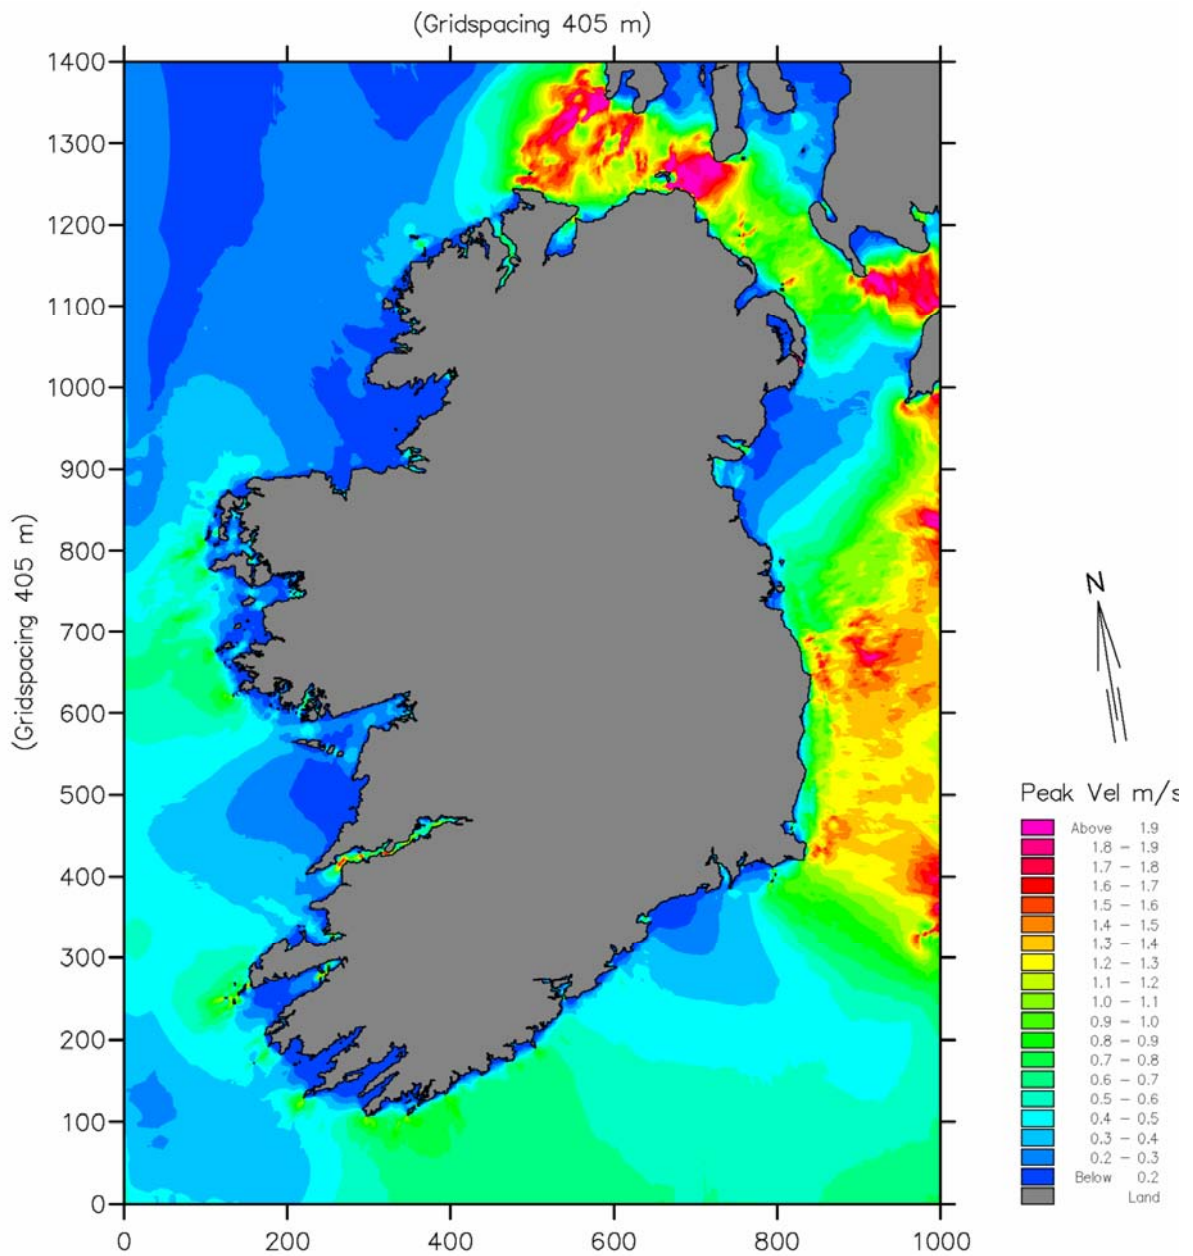 (Gridspacing 405 m)
1400
1300
1200
1100
1000
900
800
700
600
500
400
300
200
100
0
(Gridspacing 405 m)
0 200 400 600 800 1000
N
Peak Vel m/s
Above 1.9
1.8 – 1.9
1.7 – 1.8
1.6 – 1.7
1.5 – 1.6
1.4 – 1.5
1.3 – 1.4
1.2 – 1.3
1.1 – 1.2
1.0 – 1.1
0.9 – 1.0
0.8 – 0.9
0.7 – 0.8
0.6 – 0.7
0.5 – 0.6
0.4 – 0.5
0.3 – 0.4
0.2 – 0.3
Below 0.2
Land